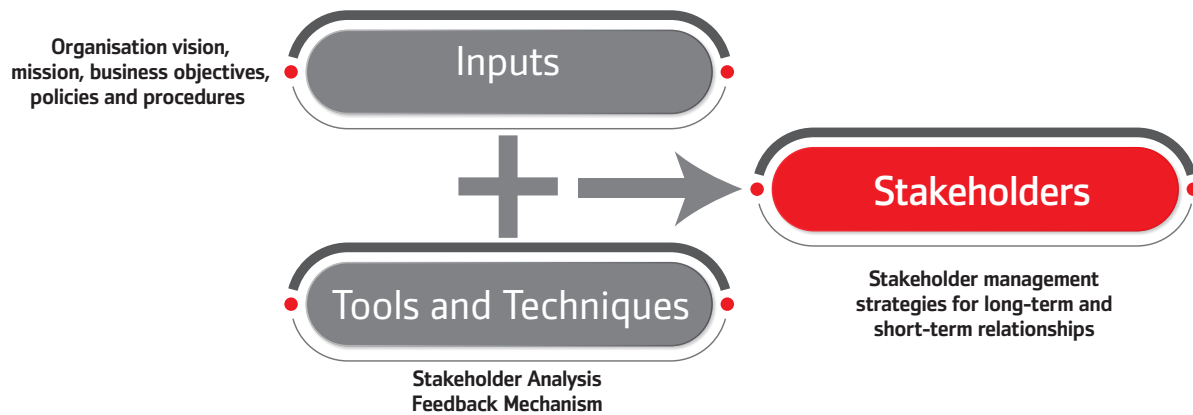 Organisation vision,
mission, business objectives,
policies and procedures
Inputs
Stakeholders
Stakeholder management
strategies for long-term and
short-term relationships
Tools and Techniques
Stakeholder Analysis
Feedback Mechanism